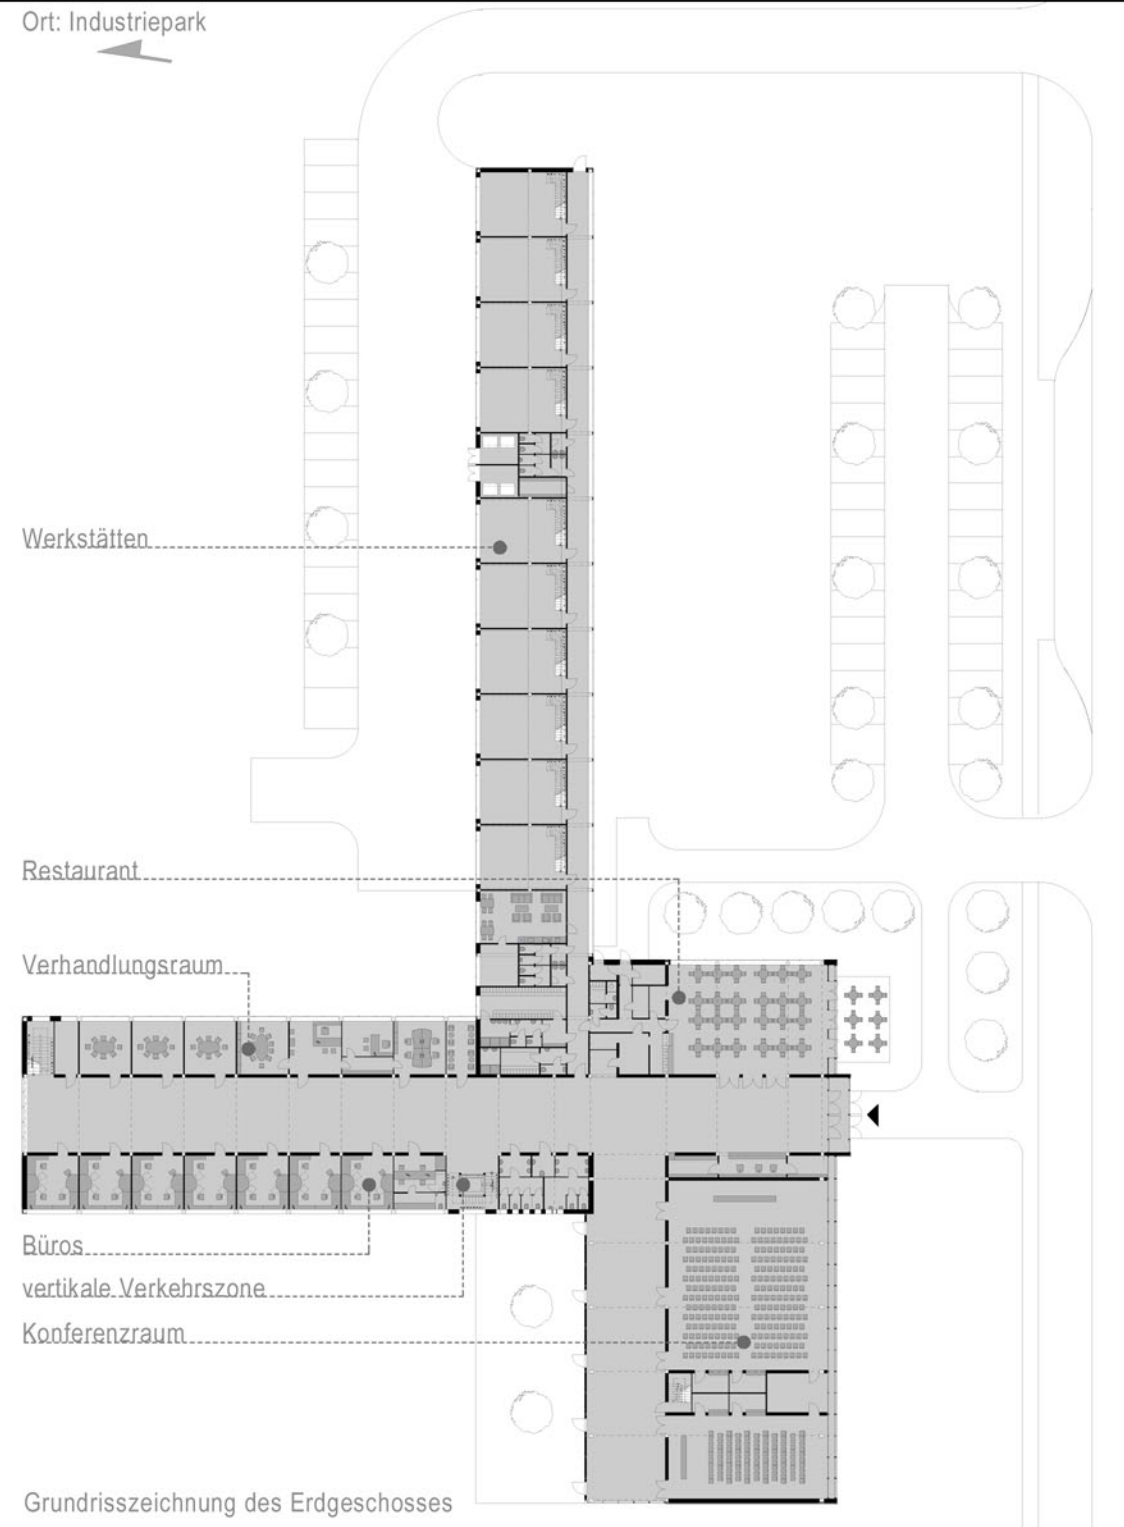 Ort: Industriepark
Werkstätten
Restaurant
Verhandlungsraum
Büros
vertikale Verkehrszone
Konferenzraum
Grundrisszeichnung des Erdgeschosses